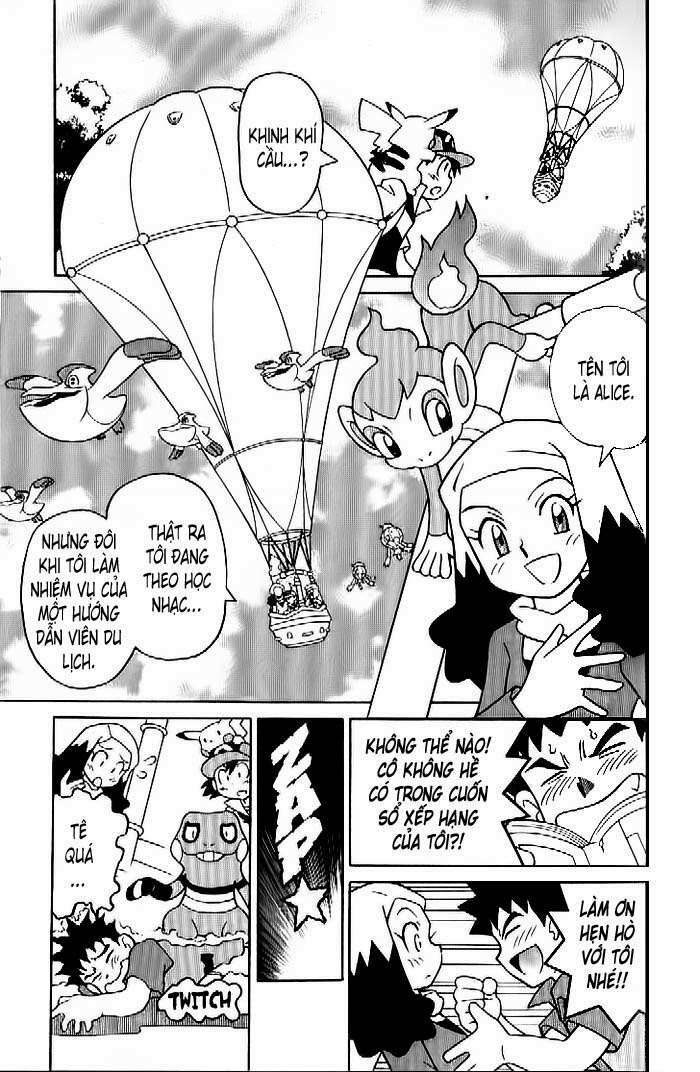 KHINH KHÍ
CẦU...?
TÊN TÔI
LÀ ALICE.
THẬT RA
TÔI ĐANG
THEO HỌC
NHẠC...
NHƯNG ĐÔI
KHI TÔI LÀM
NHIỆM VỤ CỦA
MỘT HƯỚNG
DẪN VIÊN DU
LỊCH.
KHÔNG THỂ NÀO!
CÔ KHÔNG HỀ
CÓ TRONG CUỐN
SỔ XẾP HẠNG
CỦA TÔI?!
LÀM ƠN
HẸN HÒ
VỚI TÔI
NHÉ!!
ZAP
TÊ
QUÁ
...
TWITCH